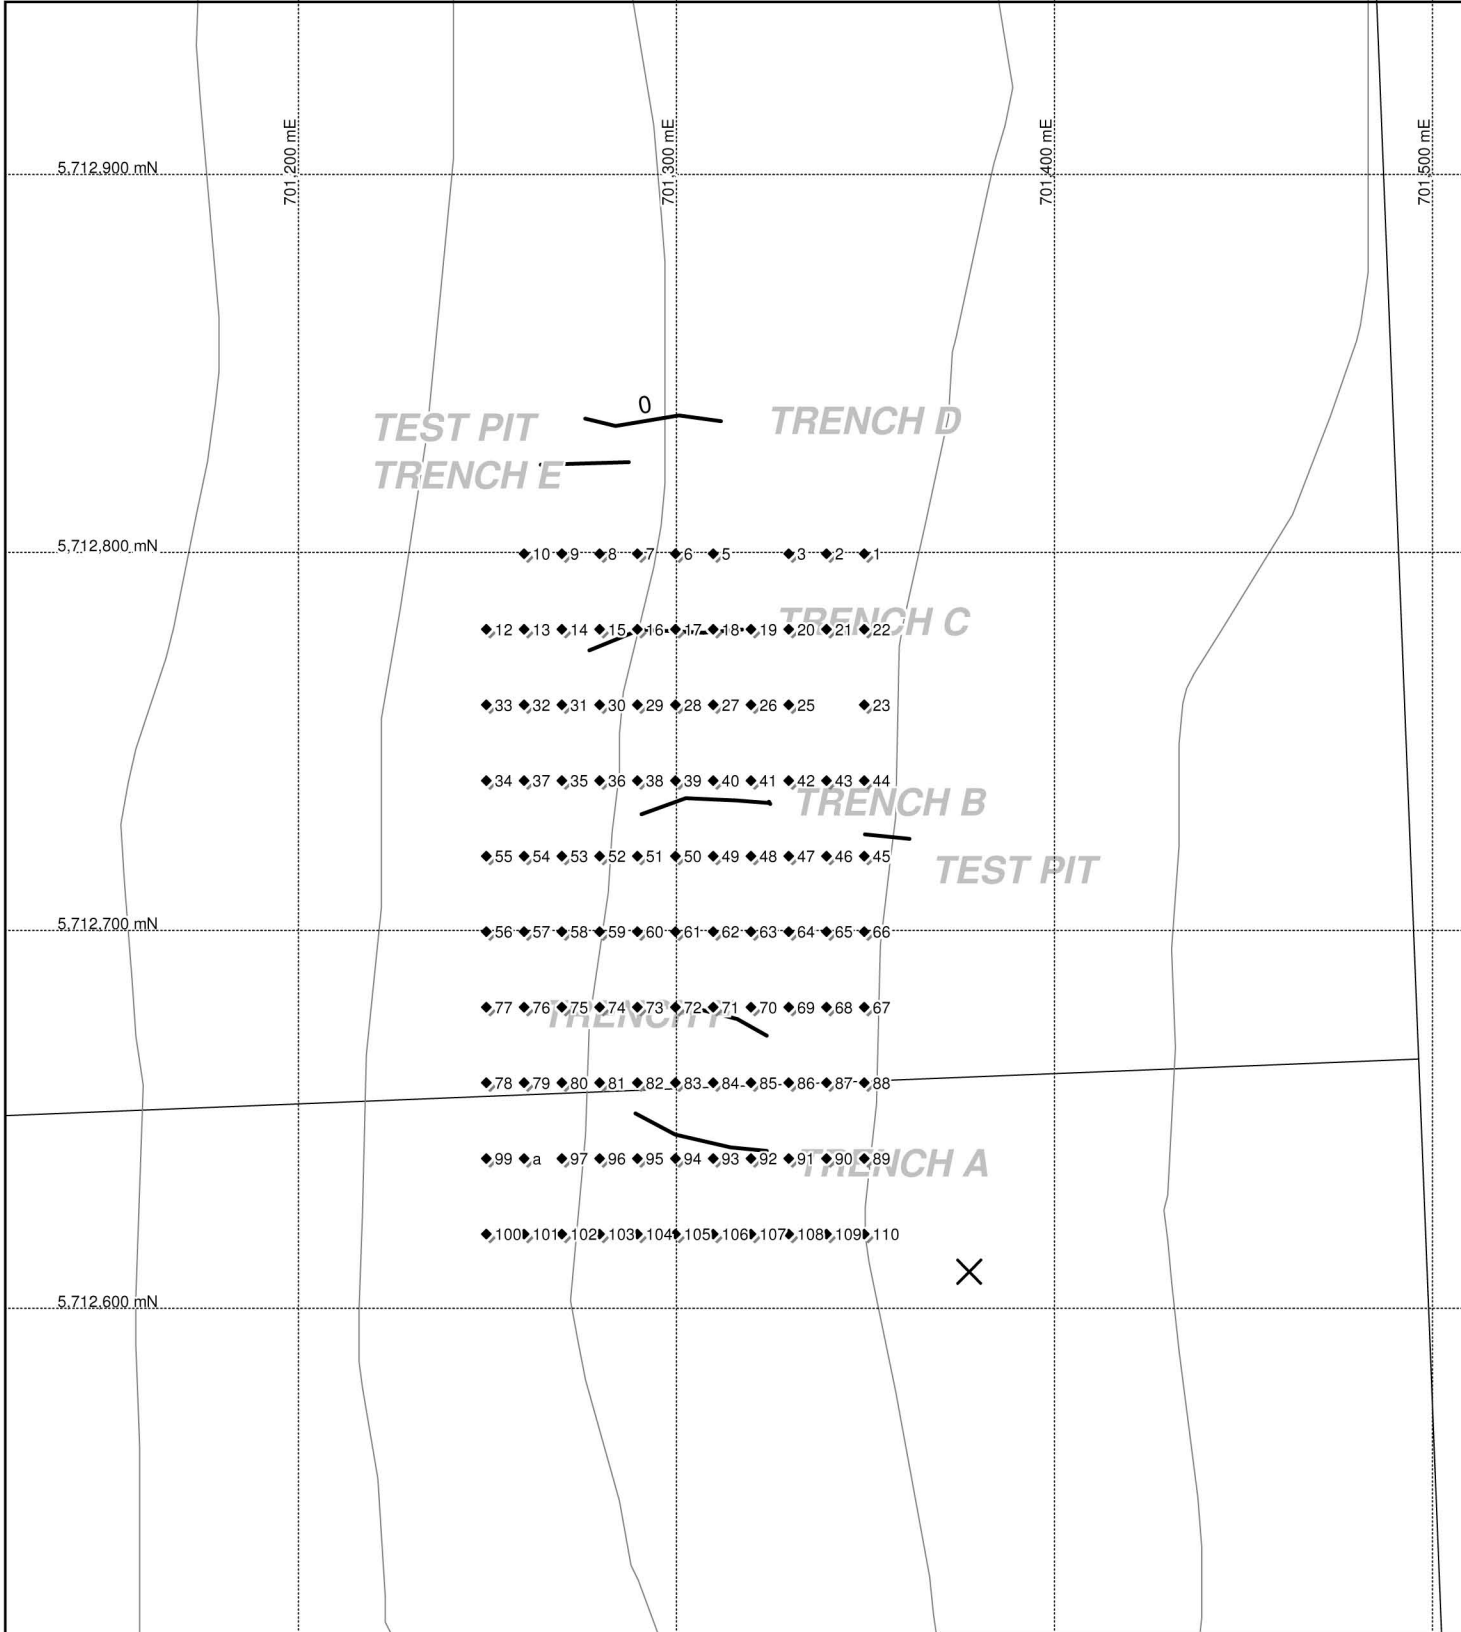 701,200 mE 701,300 mE 701,400 mE 701,500 mE
5,712,900 mN
0
TEST PIT TRENCH D
TRENCH E
5,712,800 mN
10 9 8 7 6 5 3 2 1
TRENCH C
12 13 14 15 16 17 18 19 20 21 22
33 32 31 30 29 28 27 26 25 23
34 37 35 36 38 39 40 41 42 43 44
TRENCH B
55 54 53 52 51 50 49 48 47 46 45
TEST PIT
5,712,700 mN
56 57 58 59 60 61 62 63 64 65 66
77 76 75 74 73 72 71 70 69 68 67
TRENCH F
78 79 80 81 82 83 84 85 86 87 88
99 a 97 96 95 94 93 92 91 90 89
TRENCH A
100 101 102 103 104 105 106 107 108 109 110
5,712,600 mN